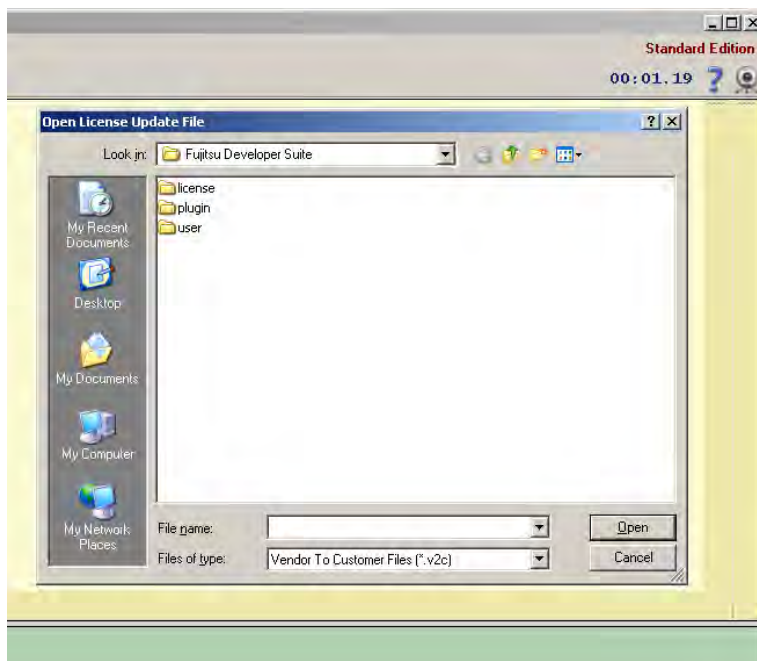 Standard Edition
00:01.19 ?
Open License Update File
Look in: Fujitsu Developer Suite
license
plugin
user
My Recent
Documents
Desktop
My Documents
My Computer
My Network
Places
File name:
Open
Files of type: Vendor To Customer Files (*.v2c)
Cancel